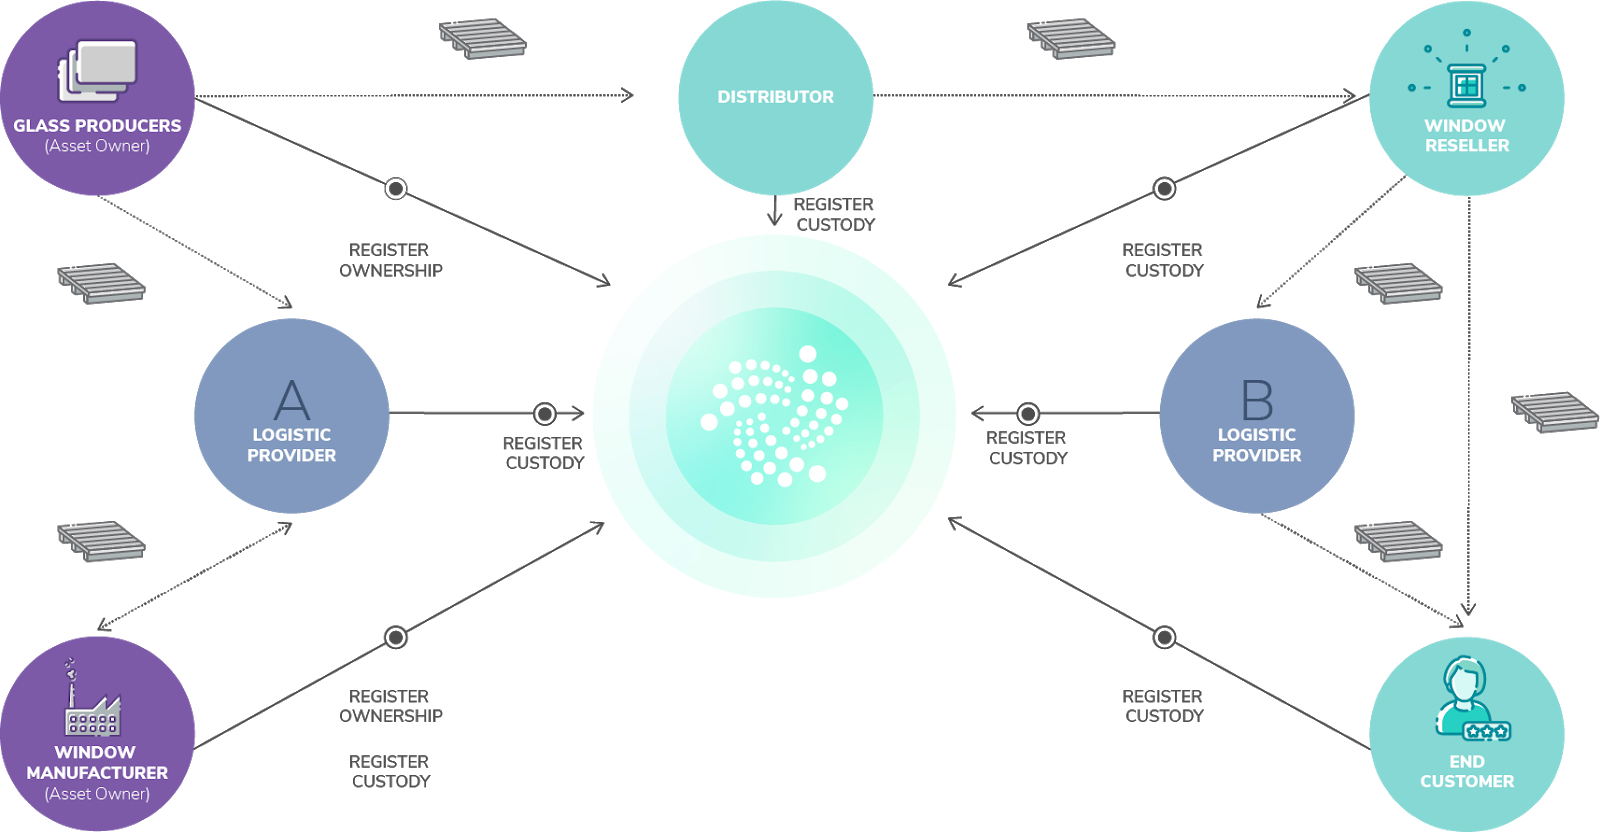 GLASS PRODUCERS
(Asset Owner)
DISTRIBUTOR
WINDOW
RESELLER
REGISTER
CUSTODY
REGISTER
OWNERSHIP
REGISTER
CUSTODY
A
LOGISTIC
PROVIDER
REGISTER
CUSTODY
REGISTER
CUSTODY
B
LOGISTIC
PROVIDER
WINDOW
MANUFACTURER
(Asset Owner)
REGISTER
OWNERSHIP
REGISTER
CUSTODY
REGISTER
CUSTODY
END
CUSTOMER